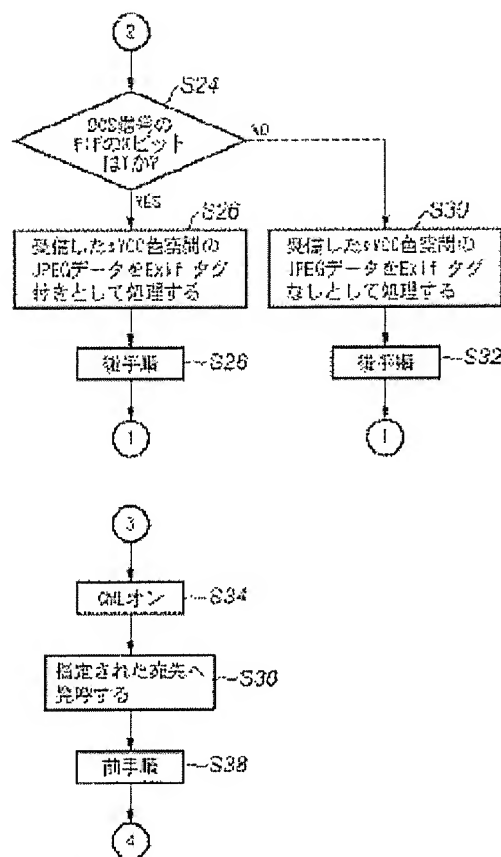 2
S24
DCS信号の
FIFのXビット
は1か?
NO
YES
S26
受信したsYCC色空間の
JPEGデータをExif タグ
付きとして処理する
S30
受信したsYCC色空間の
JPEGデータをExif タグ
なしとして処理する
後手順
S28
後手順
S32
1
1
3
CMLオン
S34
指定された宛先へ
発呼する
S36
前手順
S38
4